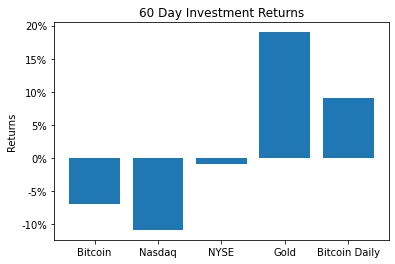 60 Day Investment Returns
20%
15%
10%
5%
0%
-5%
-10%
Returns
Bitcoin Nasdaq NYSE Gold Bitcoin Daily